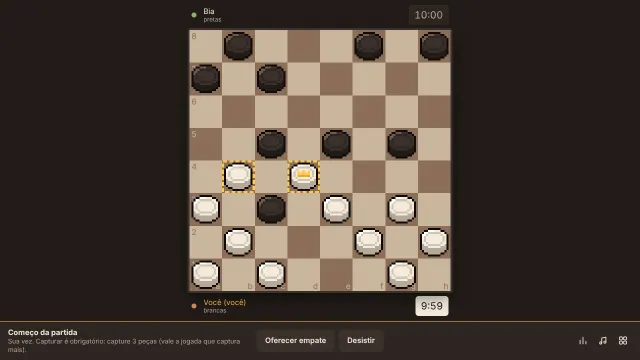 Bia
pretas
10:00
8
6
5
4
2
b
d
e
f
h
Você (você)
brancas
9:59
Começo da partida
Sua vez. Capturar é obrigatório: capture 3 peças (vale a jogada que captura
mais).
Oferecer empate
Desistir